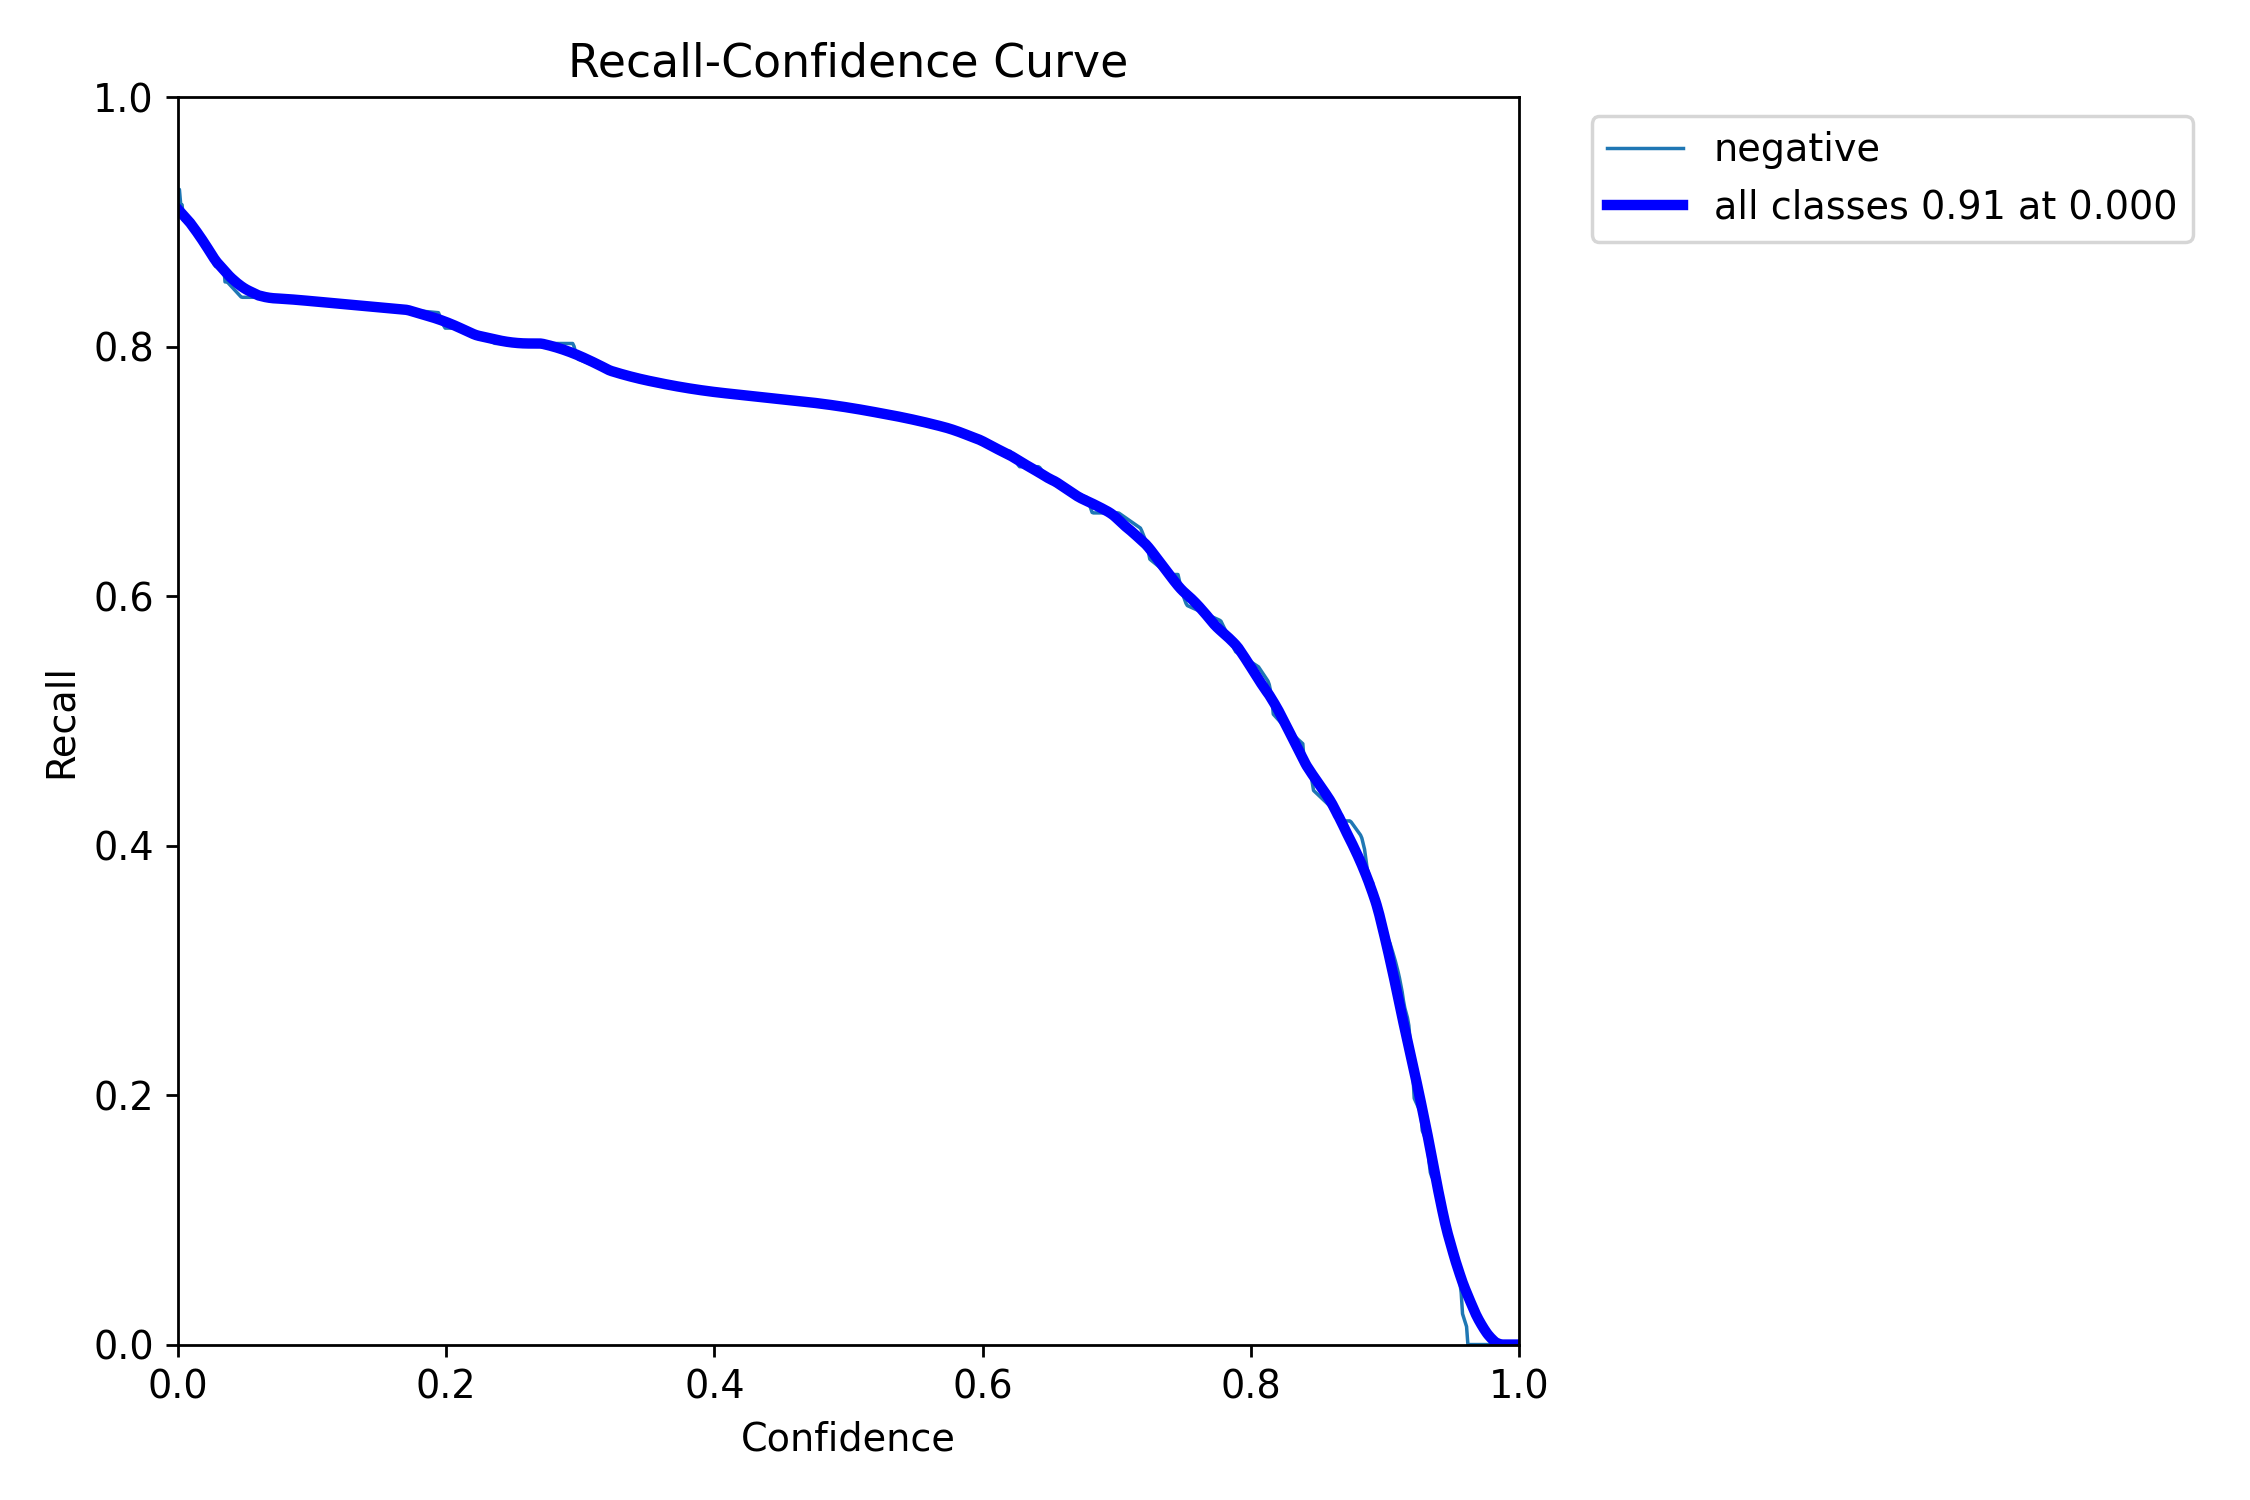 Recall-Confidence Curve
1.0
0.8
0.6
0.4
0.2
0.0
Recall
0.0 0.2 0.4 0.6 0.8 1.0
Confidence
negative
all classes 0.91 at 0.000